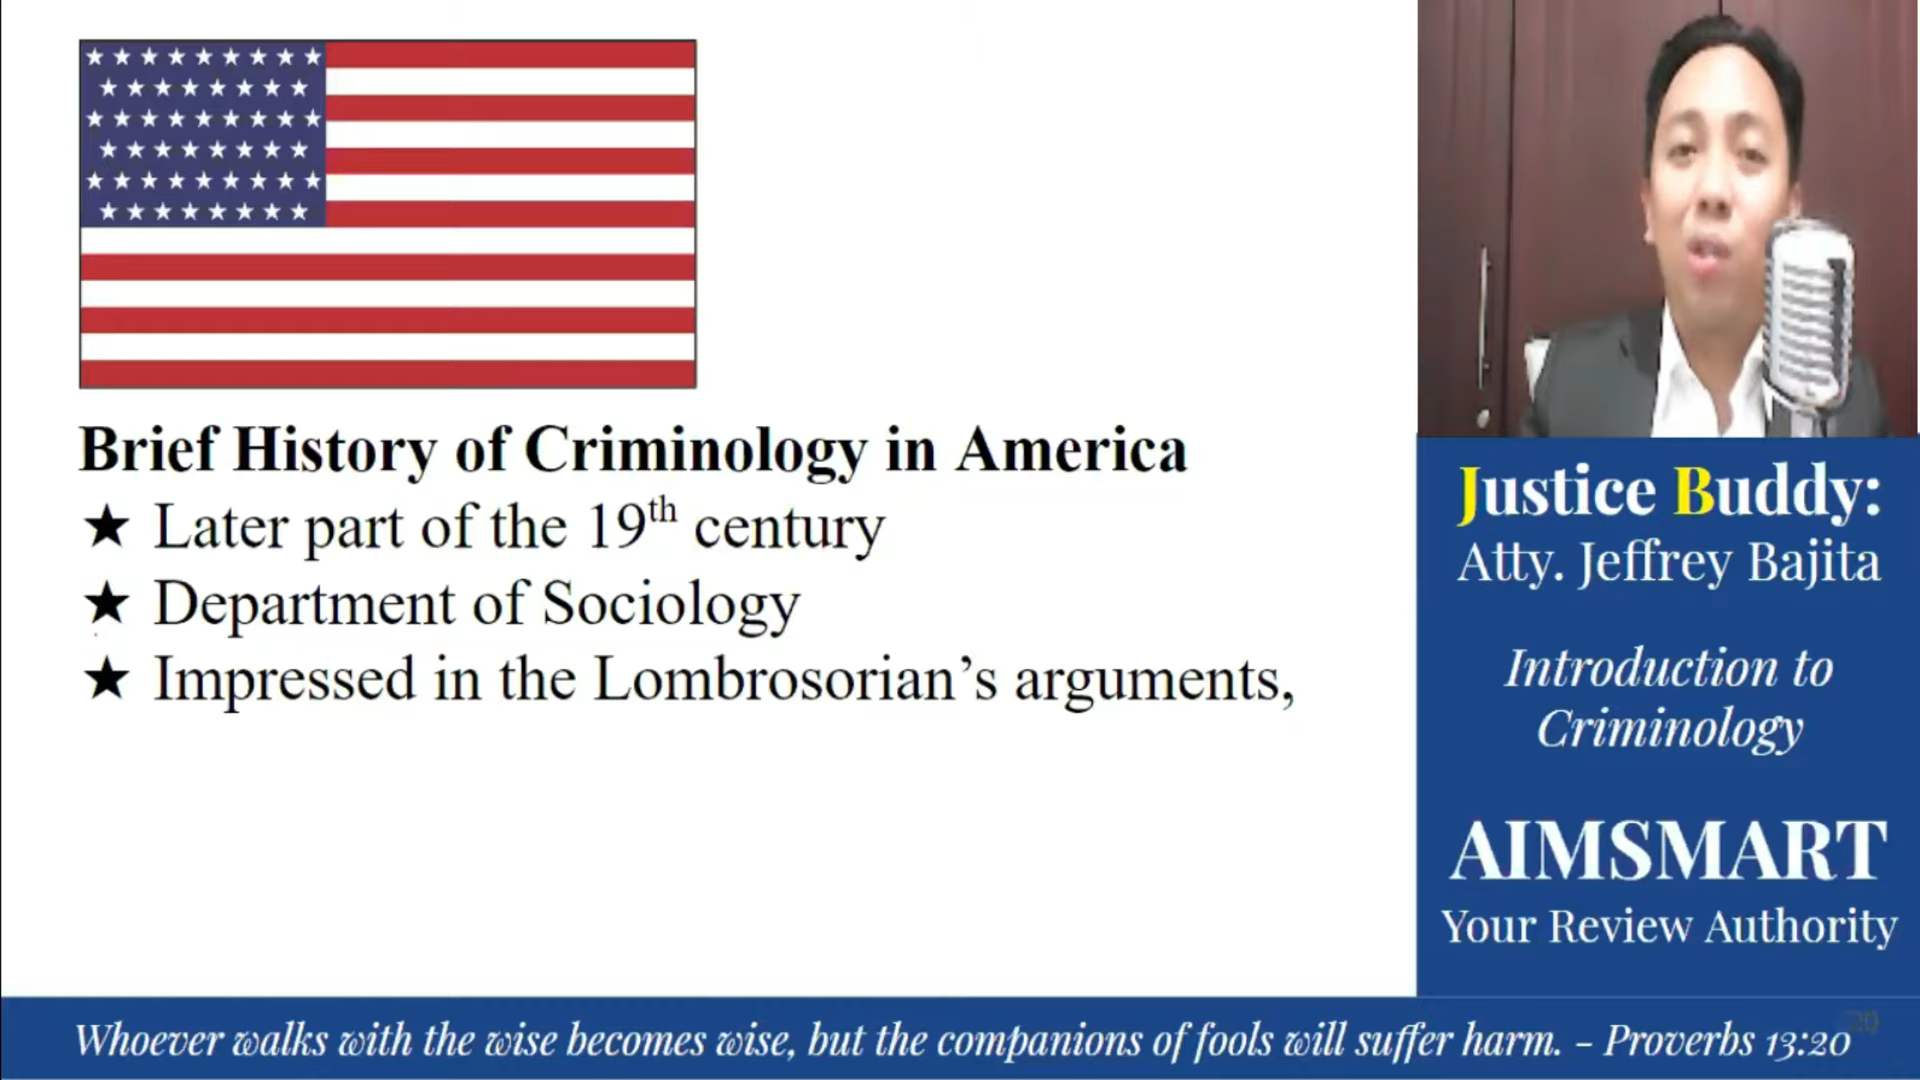 Brief History of Criminology in America
★ Later part of the 19th century
★ Department of Sociology
★ Impressed in the Lombrosorian’s arguments,
Justice Buddy:
Atty. Jeffrey Bajita
Introduction to
Criminology
AIMSMART
Your Review Authority
Whoever walks with the wise becomes wise, but the companions of fools will suffer harm. – Proverbs 13:20